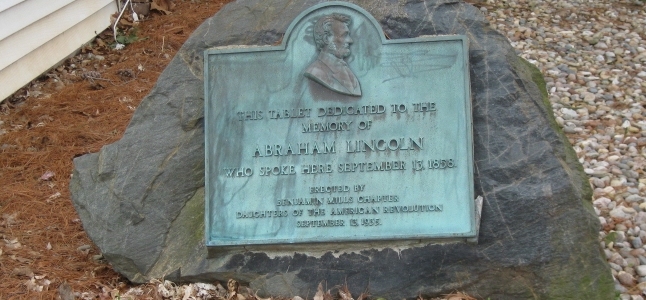 THIS TABLET DEDICATED TO THE
MEMORY OF
ABRAHAM LINCOLN
WHO SPOKE HERE SEPTEMBER 13, 1858.
ERECTED BY
BENJAMIN MILLS CHAPTER
DAUGHTERS OF THE AMERICAN REVOLUTION
SEPTEMBER 13, 1935.